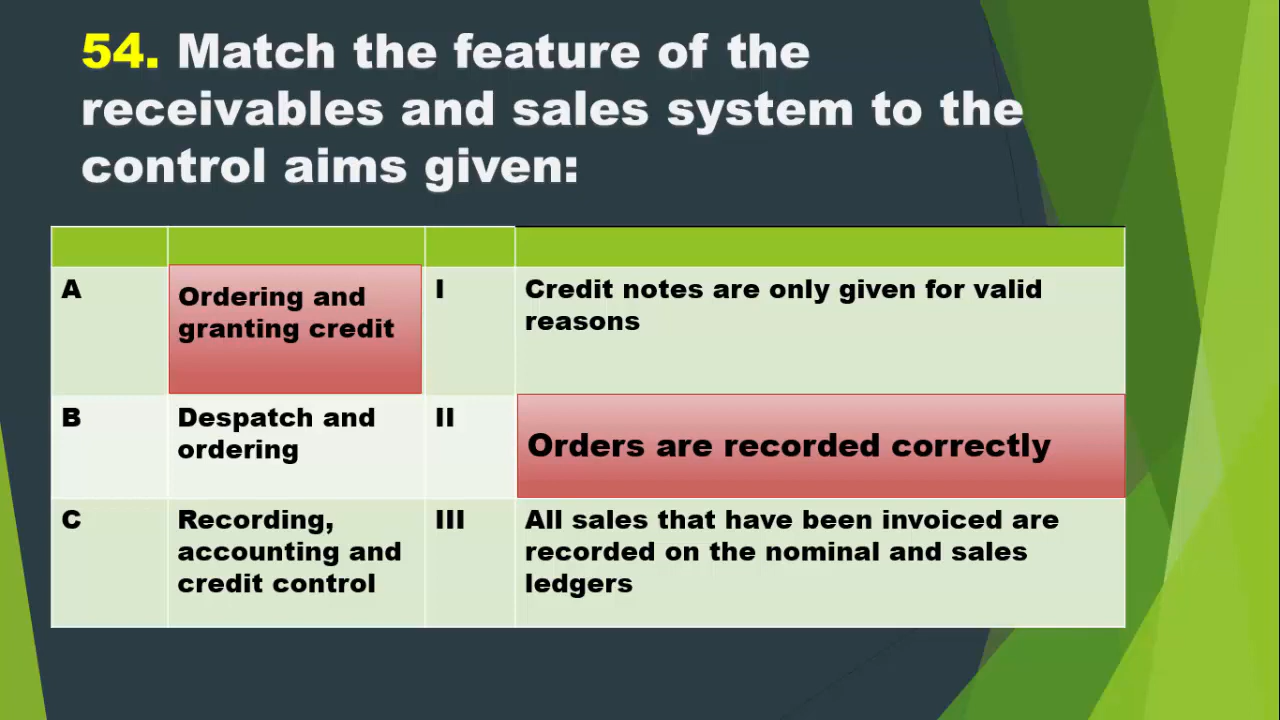 54. Match the feature of the
receivables and sales system to the
control aims given:
A
Ordering and
granting credit
I
Credit notes are only given for valid
reasons
B
Despatch and
ordering
II
Orders are recorded correctly
C
Recording,
accounting and
credit control
III
All sales that have been invoiced are
recorded on the nominal and sales
ledgers